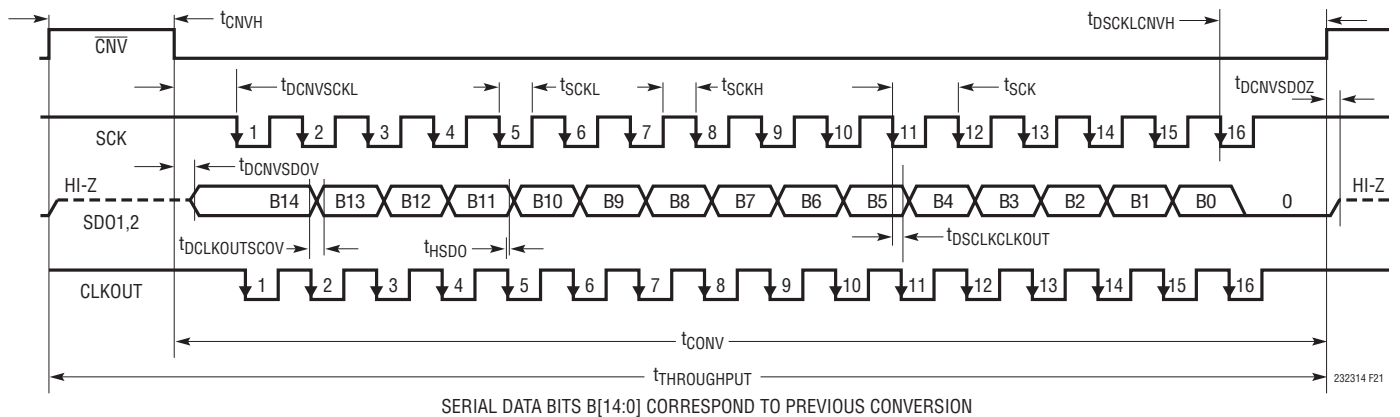 tCNVH
tDSCKLCNVH
CNV
tDCNVSDOZ
tDCNVSCKL
tSCKL
tSCKH
tSCK
SCK
1 2 3 4 5 6 7 8 9 10 11 12 13 14 15 16
tDCNVSDOV
HI-Z
HI-Z
B14 B13 B12 B11 B10 B9 B8 B7 B6 B5 B4 B3 B2 B1 B0 0
SDO1,2
tDCLKOUTSCOV
tHSDO
tDSCLKCLKOUT
CLKOUT
1 2 3 4 5 6 7 8 9 10 11 12 13 14 15 16
tCONV
tTHROUGHPUT
232314 F21
SERIAL DATA BITS B[14:0] CORRESPOND TO PREVIOUS CONVERSION